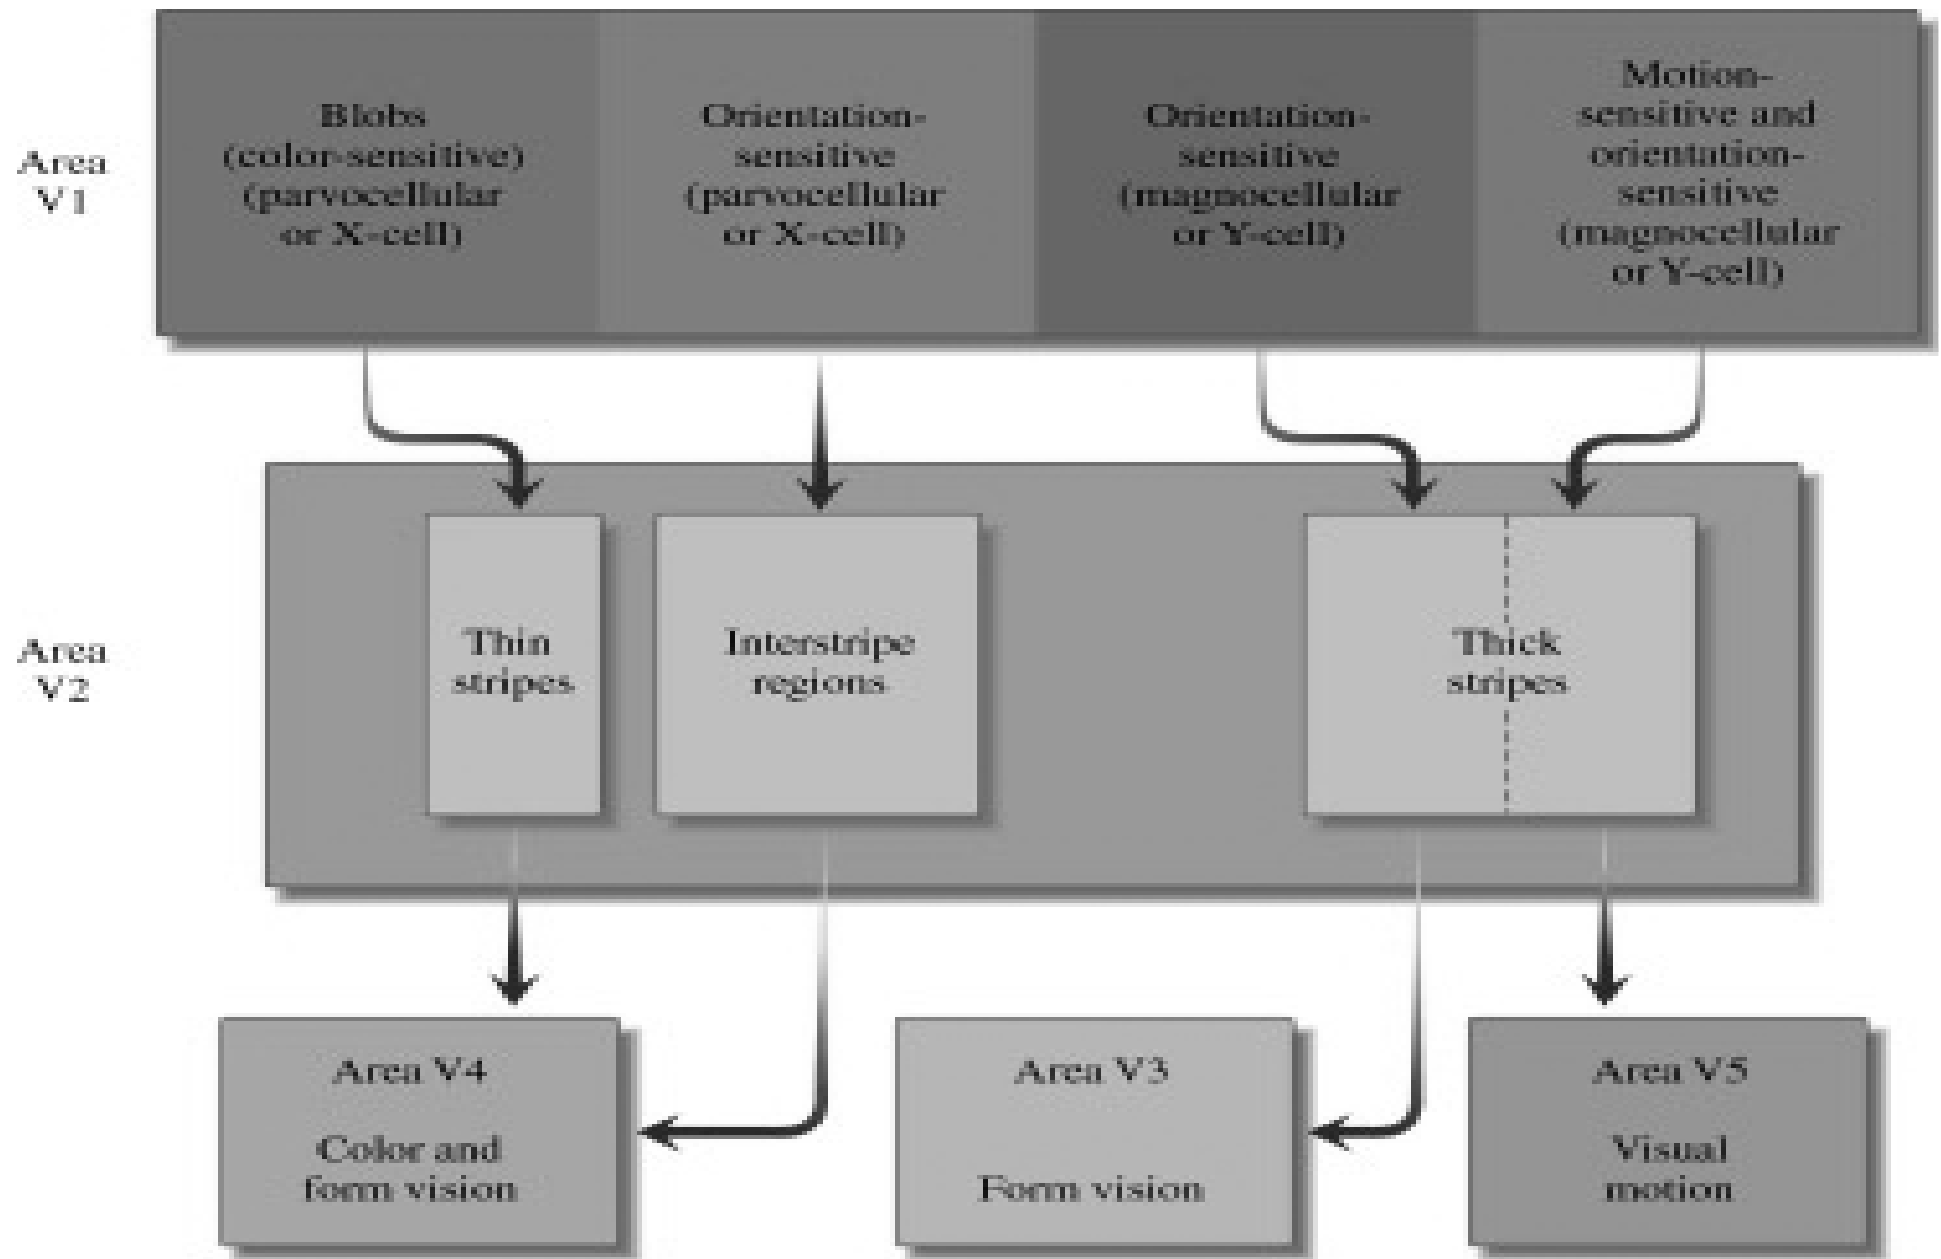 Area
V1
Blobs
(color-sensitive)
(parvocellular
or X-cell)
Orientation-
sensitive
(parvocellular
or X-cell)
Orientation-
sensitive
(magnocellular
or Y-cell)
Motion-
sensitive and
orientation-
sensitive
(magnocellular
or Y-cell)
Area
V2
Thin
stripes
Interstripe
regions
Thick
stripes
Area V4
Color and
form vision
Area V3
Form vision
Area V5
Visual
motion